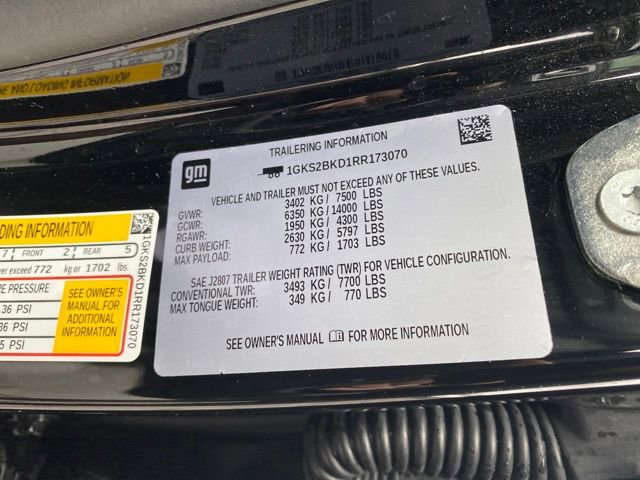 TRAILERING INFORMATION
gm
1GKS2BKD1RR173070
VEHICLE AND TRAILER MUST NOT EXCEED ANY OF THESE VALUES.
GVWR: 3402 KG / 7500 LBS
GCWR: 6350 KG / 14000 LBS
RGAWR: 1950 KG / 4300 LBS
CURB WEIGHT: 2630 KG / 5797 LBS
MAX PAYLOAD: 772 KG / 1703 LBS
SAE J2807 TRAILER WEIGHT RATING (TWR) FOR VEHICLE CONFIGURATION.
CONVENTIONAL TWR: 3493 KG / 7700 LBS
MAX TONGUE WEIGHT: 349 KG / 770 LBS
SEE OWNER'S MANUAL FOR MORE INFORMATION
DING INFORMATION
7 FRONT 2 REAR 5
ver exceed 772 kg or 1702 lbs.
E PRESSURE
36 PSI
36 PSI
5 PSI
SEE OWNER'S
MANUAL FOR
ADDITIONAL
INFORMATION
1GKS2BKD1RR173070